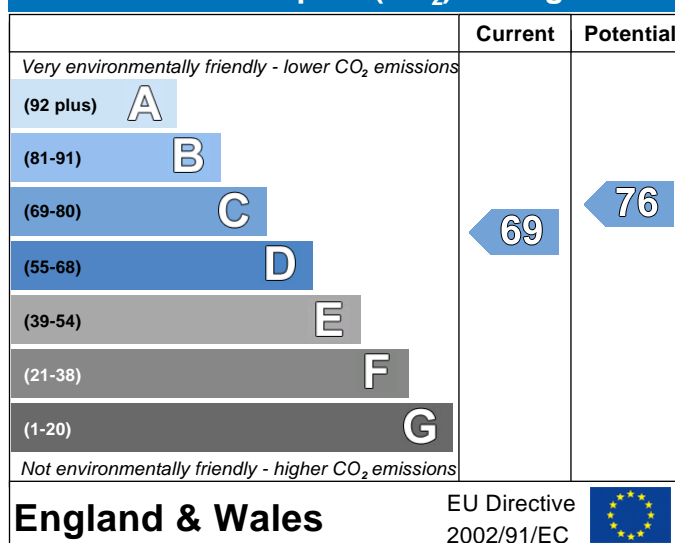 Current Potential
Very environmentally friendly - lower CO₂ emissions
(92 plus) A
(81-91) B
(69-80) C
(55-68) D
(39-54) E
(21-38) F
(1-20) G
69
76
Not environmentally friendly - higher CO₂ emissions
England & Wales
EU Directive
2002/91/EC